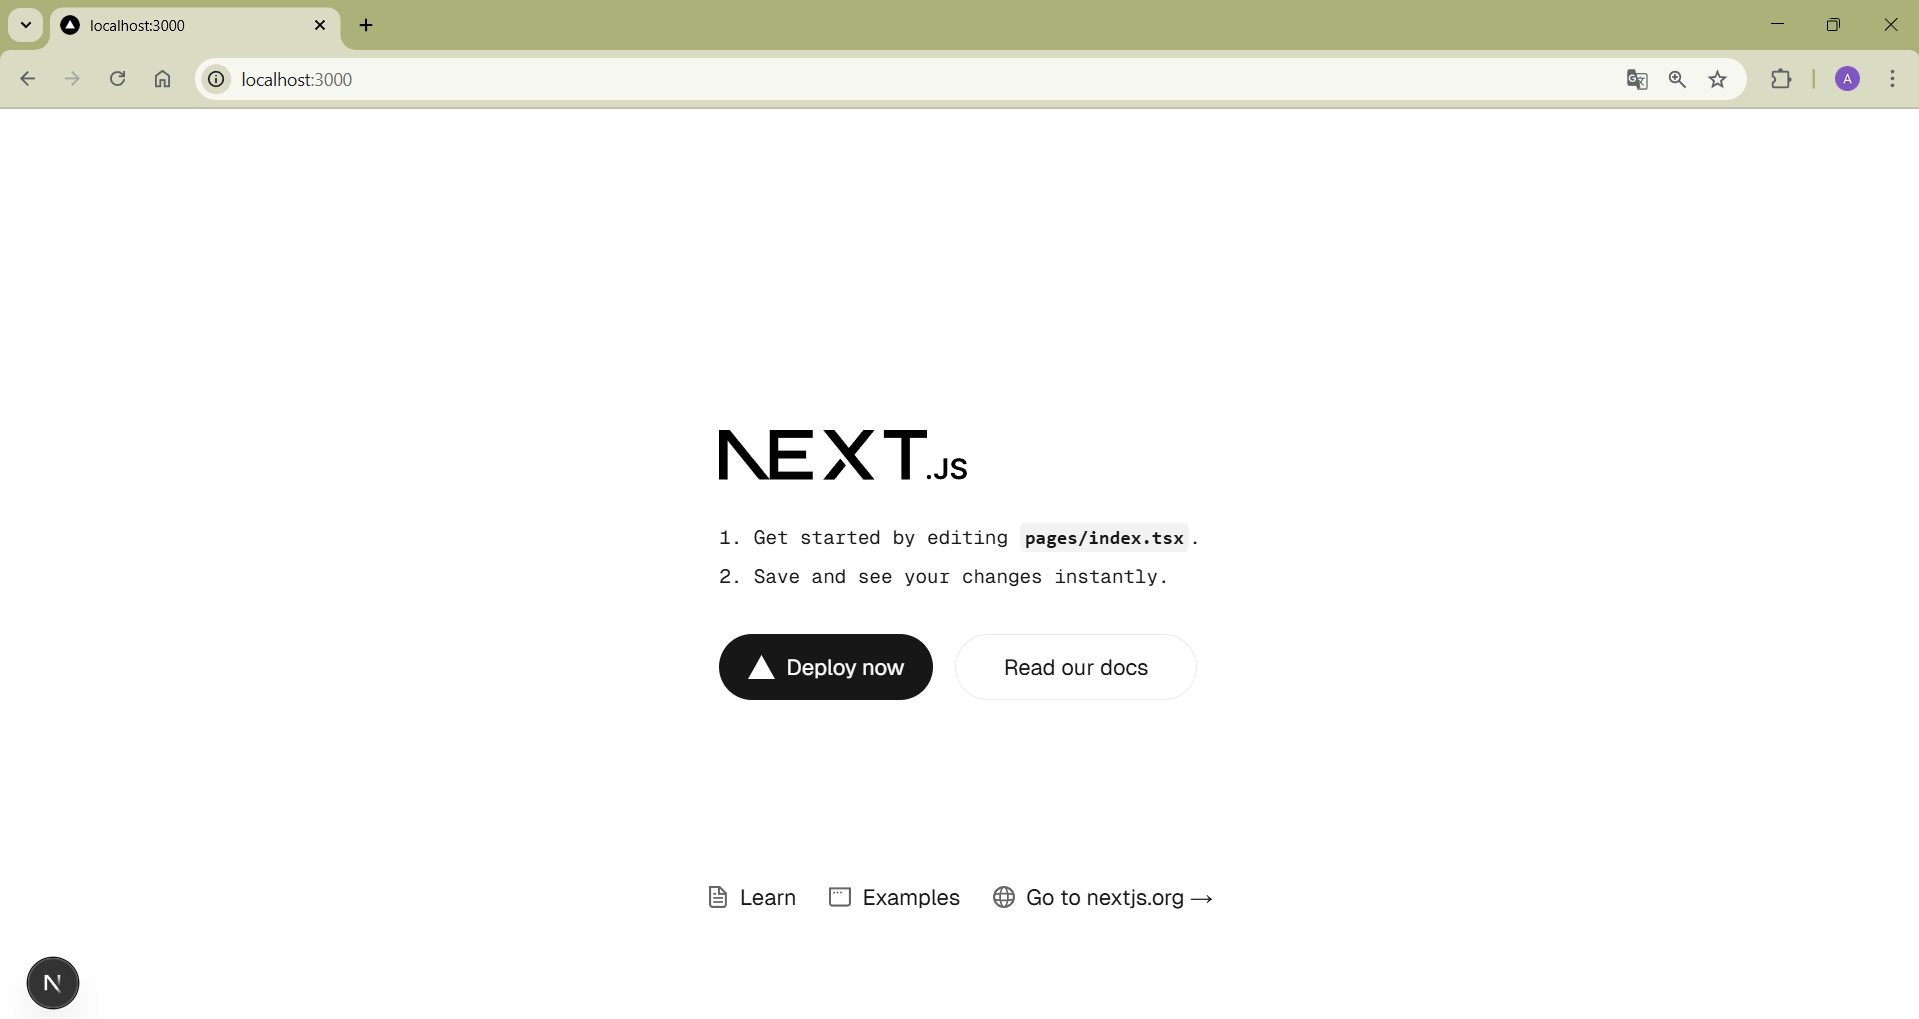 localhost:3000
localhost:3000
A
NEXT.JS
1. Get started by editing pages/index.tsx.
2. Save and see your changes instantly.
Deploy now
Read our docs
Learn
Examples
Go to nextjs.org →
N